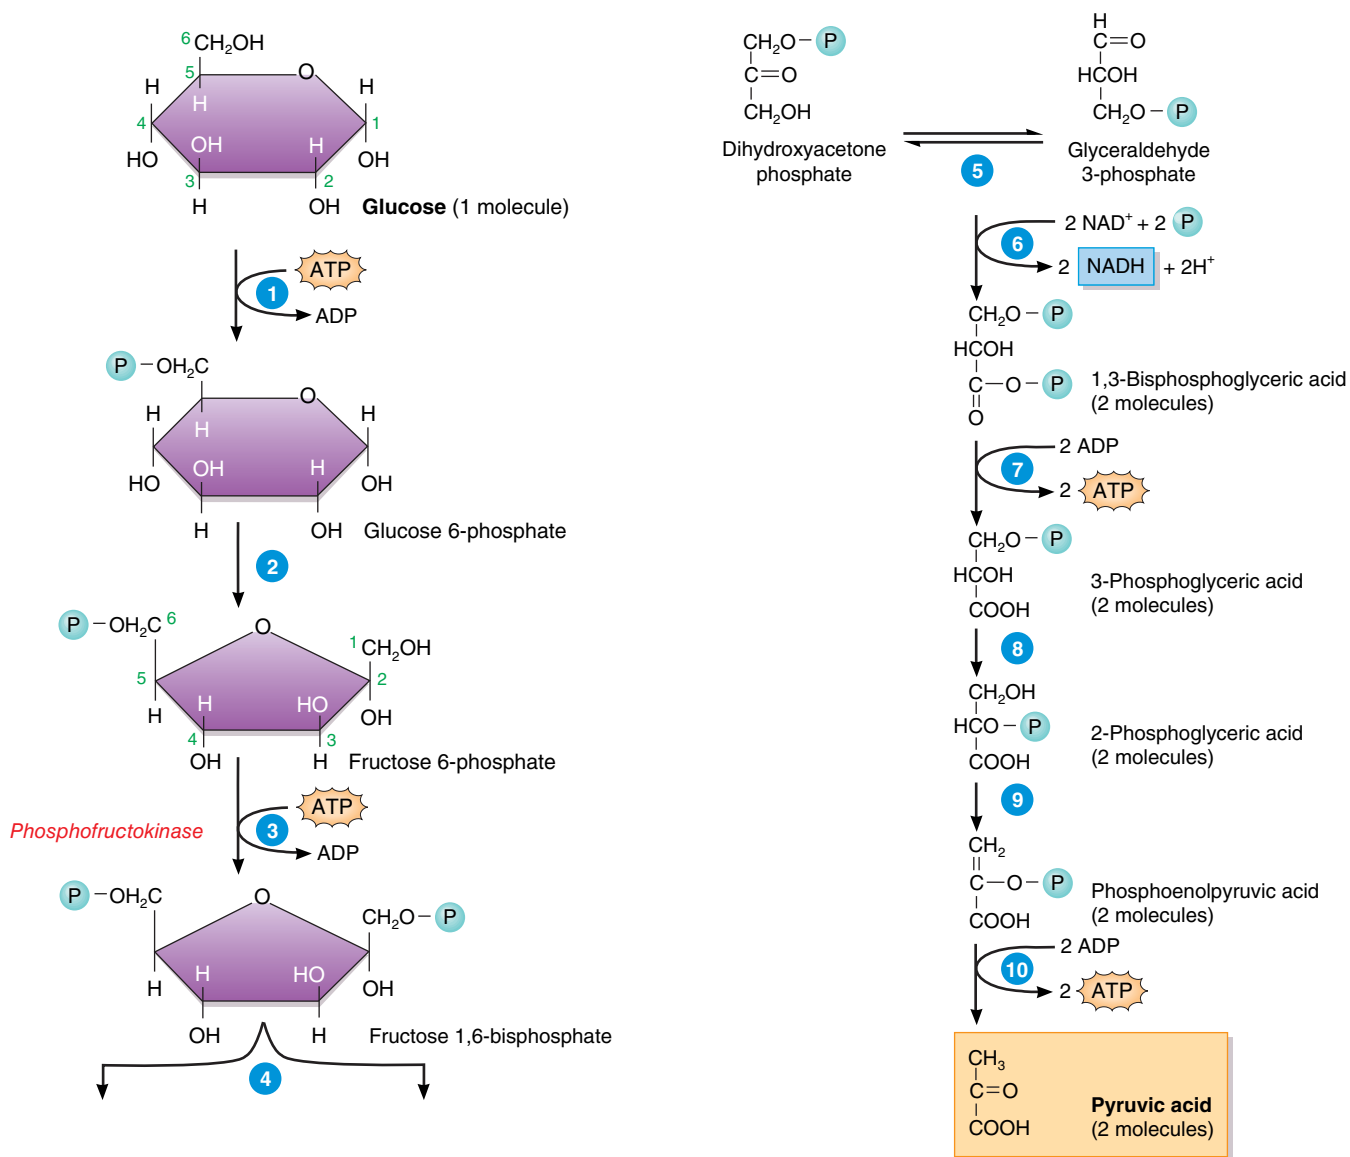 6 CH₂OH
5 O
H H H
4 1
HO OH H OH
3 2
H OH Glucose (1 molecule)
ATP
1
ADP
P – OH₂C
O
H H H
HO OH H OH
H OH Glucose 6-phosphate
2
P – OH₂C 6 O 1 CH₂OH
5 2
H H HO OH
4 3
OH H Fructose 6-phosphate
ATP
Phosphofructokinase 3
ADP
P – OH₂C O CH₂O – P
H H HO OH
OH H Fructose 1,6-bisphosphate
4
CH₂O – P
C=O
CH₂OH
Dihydroxyacetone
phosphate
H
C=O
HCOH
CH₂O – P
Glyceraldehyde
3-phosphate
5
2 NAD⁺ + 2 P
6
2 NADH + 2H⁺
CH₂O – P
HCOH
C–O – P
O
1,3-Bisphosphoglyceric acid
(2 molecules)
2 ADP
7
2 ATP
CH₂O – P
HCOH
COOH
3-Phosphoglyceric acid
(2 molecules)
8
CH₂OH
HCO – P
COOH
2-Phosphoglyceric acid
(2 molecules)
9
CH₂
C–O – P
COOH
Phosphoenolpyruvic acid
(2 molecules)
2 ADP
10
2 ATP
CH₃
C=O
COOH
Pyruvic acid
(2 molecules)